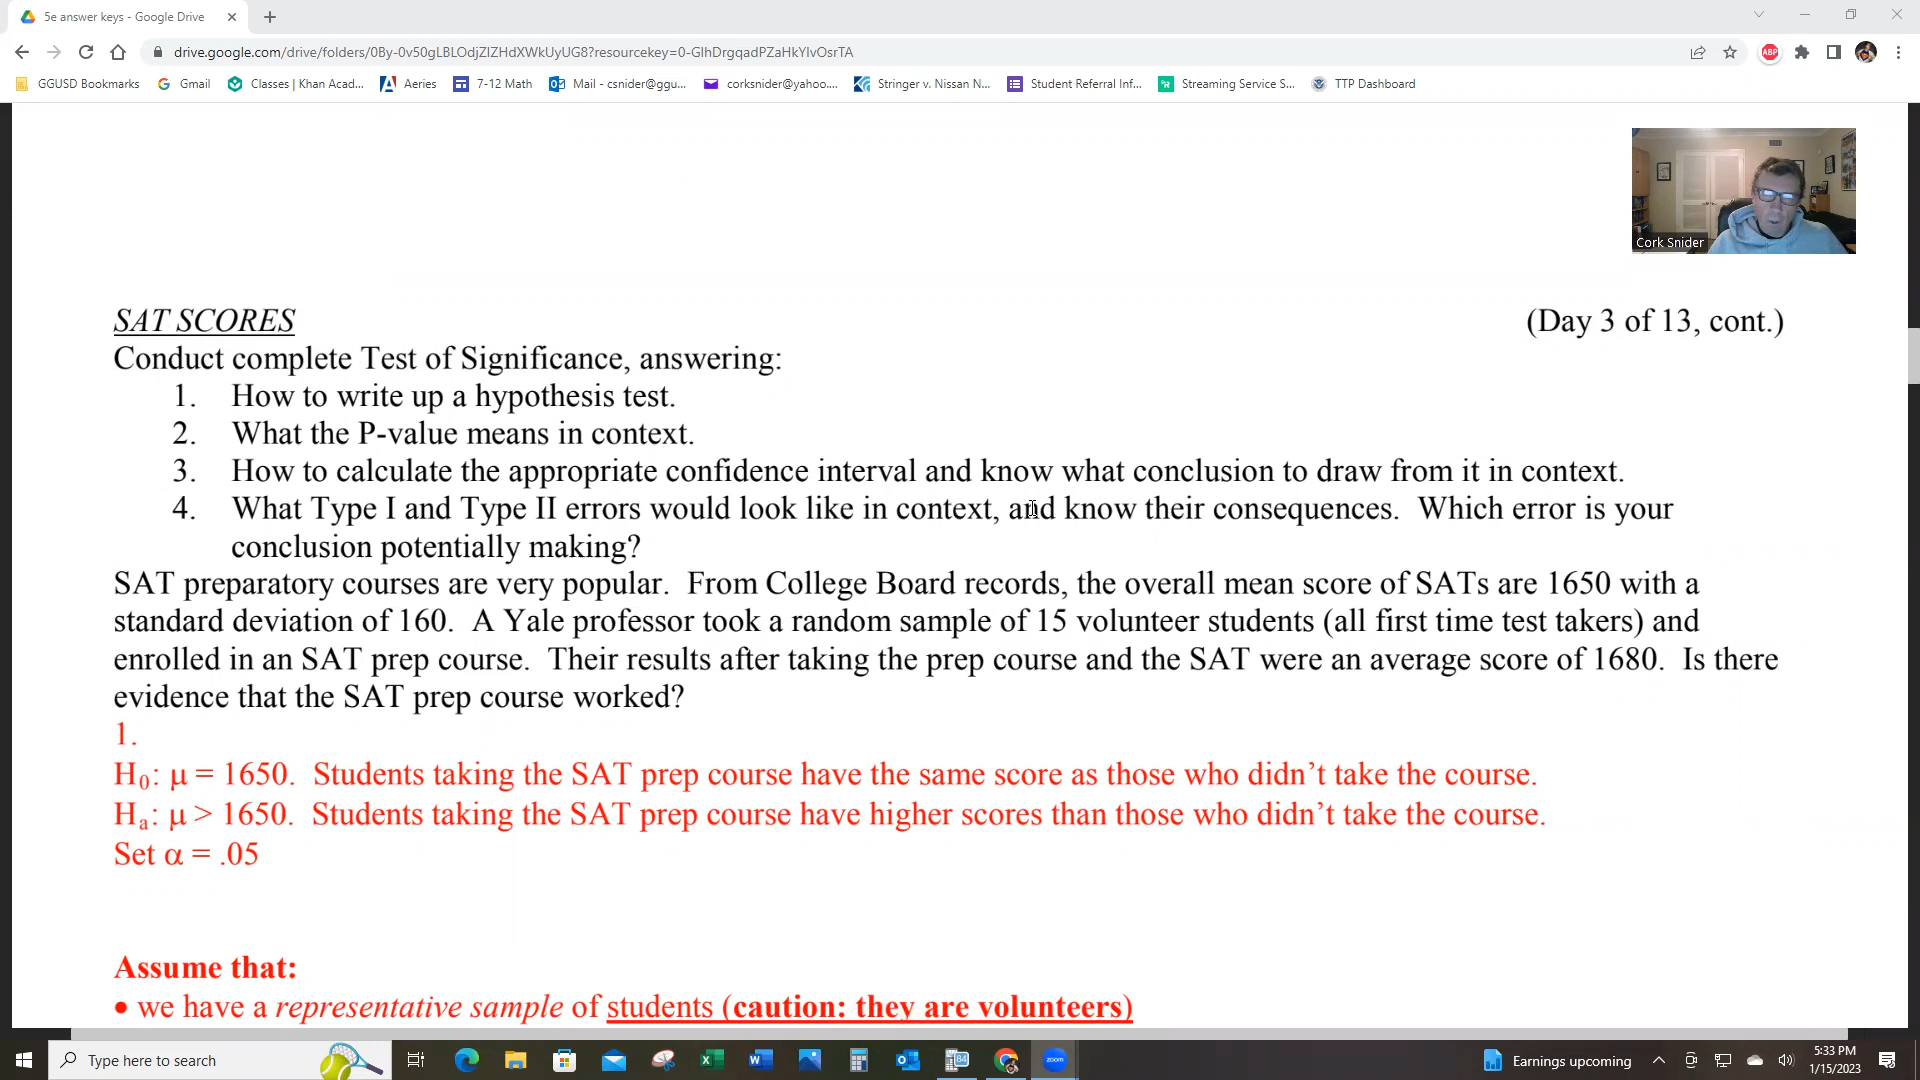 5e answer keys - Google Drive
drive.google.com/drive/folders/0By-0v50gLBLOdjZIZHdXWkUyUG8?resourcekey=0-GlhDrgqadPZaHkYlvOsrTA
ABP
GGUSD Bookmarks Gmail Classes | Khan Acad... Aeries 7-12 Math Mail - csnider@ggu... corksnider@yahoo.... Stringer v. Nissan N... Student Referral Inf... Streaming Service S... TTP Dashboard
Cork Snider
SAT SCORES (Day 3 of 13, cont.)
Conduct complete Test of Significance, answering:
1. How to write up a hypothesis test.
2. What the P-value means in context.
3. How to calculate the appropriate confidence interval and know what conclusion to draw from it in context.
4. What Type I and Type II errors would look like in context, and know their consequences. Which error is your
conclusion potentially making?
SAT preparatory courses are very popular. From College Board records, the overall mean score of SATs are 1650 with a
standard deviation of 160. A Yale professor took a random sample of 15 volunteer students (all first time test takers) and
enrolled in an SAT prep course. Their results after taking the prep course and the SAT were an average score of 1680. Is there
evidence that the SAT prep course worked?
1.
H₀: μ = 1650. Students taking the SAT prep course have the same score as those who didn’t take the course.
Hₐ: μ > 1650. Students taking the SAT prep course have higher scores than those who didn’t take the course.
Set α = .05
Assume that:
• we have a representative sample of students (caution: they are volunteers)
Type here to search
84
zoom
Earnings upcoming
5:33 PM
1/15/2023